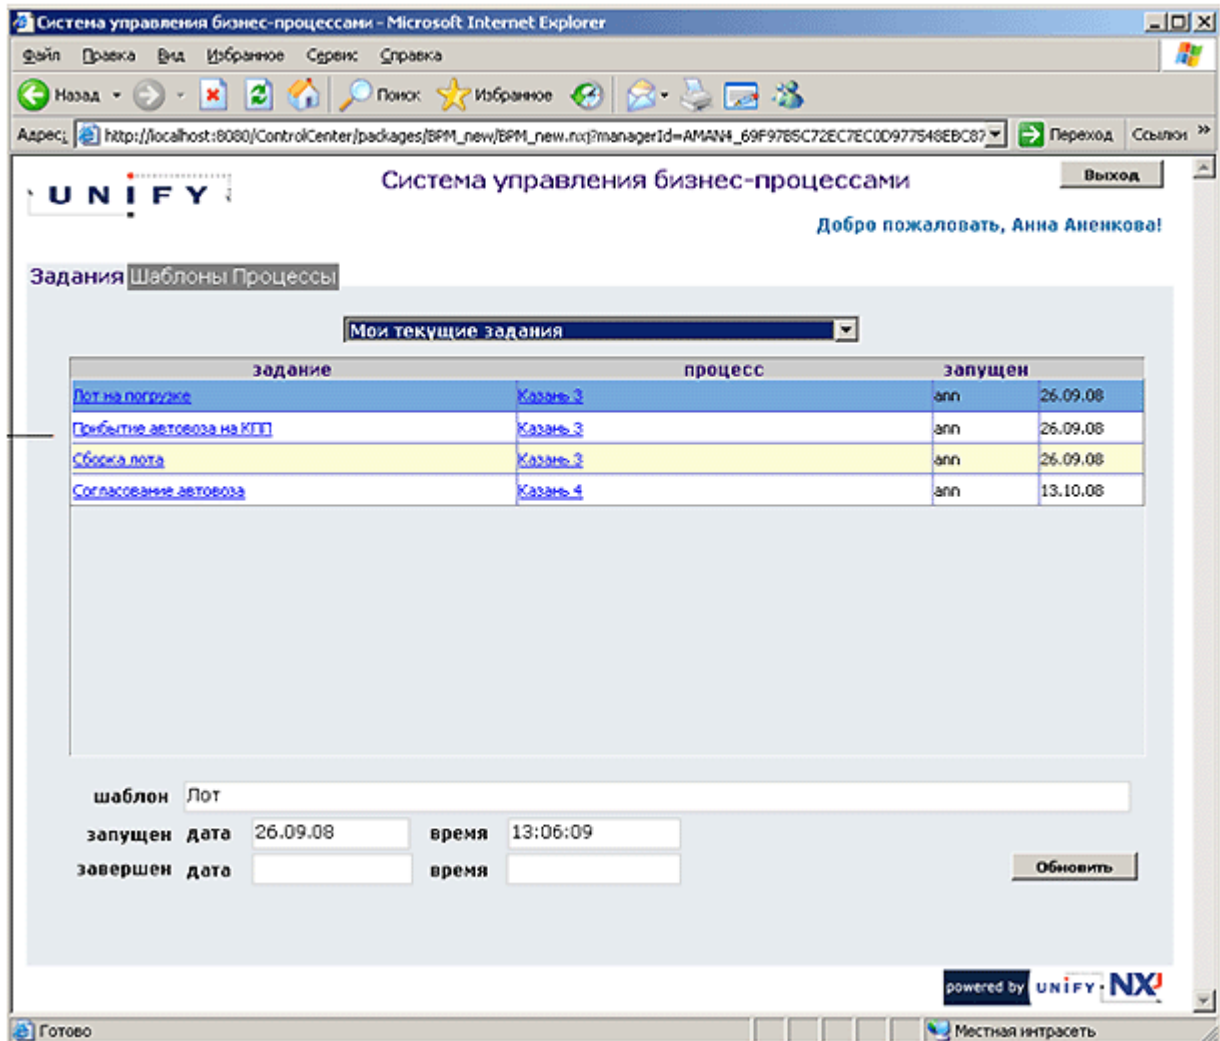 Система управления бизнес-процессами - Microsoft Internet Explorer
Файл Правка Вид Избранное Сервис Справка
Назад Поиск Избранное
Адрес: http://localhost:8080/ControlCenter/packages/BPM_new/BPM_new.nxj?managerId=AMAN4_69F97B5C72EC7EC0D977548EBC87 Переход Ссылки »
UNIFY Система управления бизнес-процессами Выход
Добро пожаловать, Анна Аненкова!
Задания Шаблоны Процессы
Мои текущие задания
задание процесс запущен
Лот на погрузке Казань 3 ann 26.09.08
Прибытие автовоза на КПП Казань 3 ann 26.09.08
Сборка лота Казань 3 ann 26.09.08
Согласование автовоза Казань 4 ann 13.10.08
шаблон Лот
запущен дата 26.09.08 время 13:06:09
завершен дата время
Обновить
powered by UNIFY NXJ
Готово Местная интрасеть